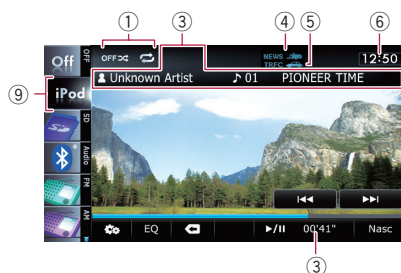 ① ③ ④ ⑤ ⑥
OFF OFF NEWS 12:50
Off TRFC
Unknown Artist 01 PIONEER TIME
⑨ iPod
SD
Audio
FM
AM
EQ 00'41" Nasc
③